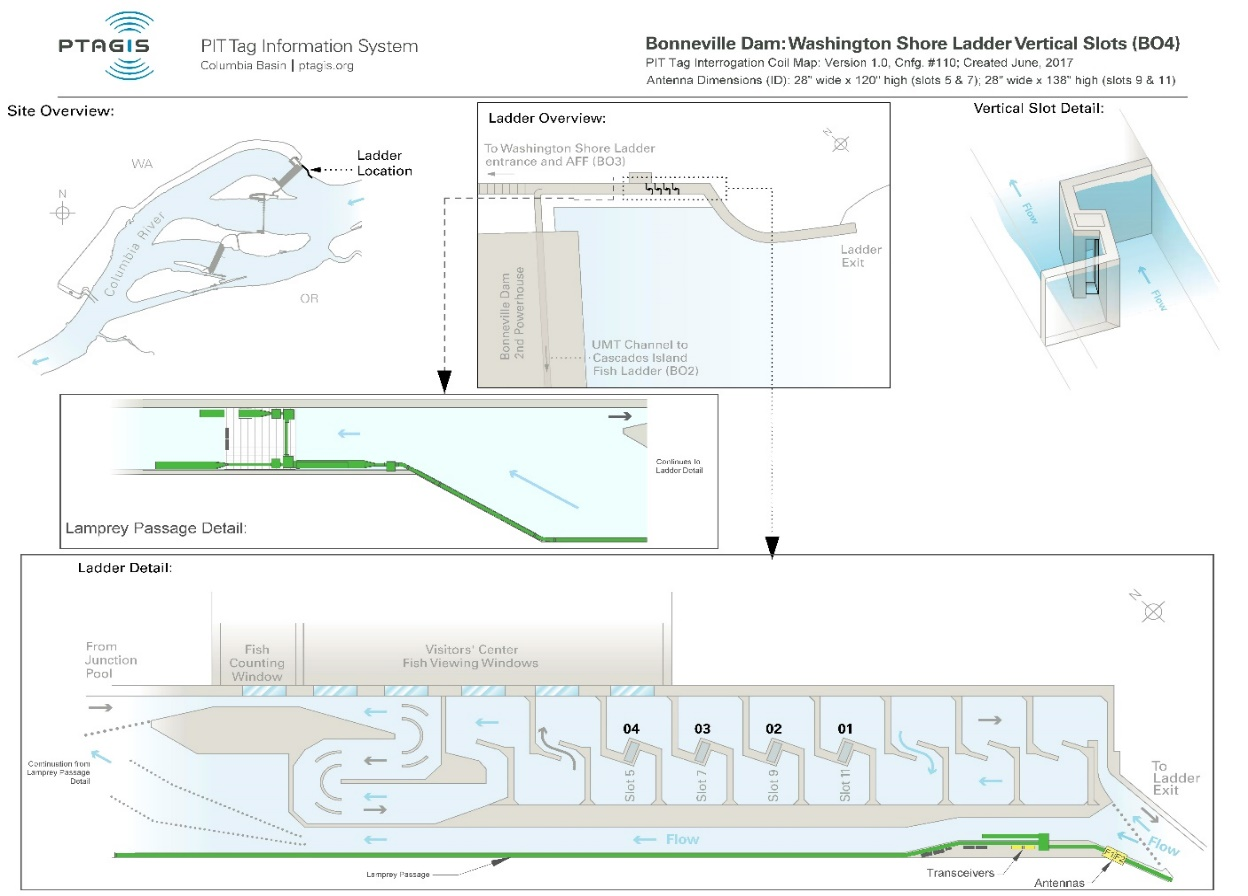 PTAGIS
PIT Tag Information System
Columbia Basin | ptagis.org
Bonneville Dam: Washington Shore Ladder Vertical Slots (BO4)
PIT Tag Interrogation Coil Map: Version 1.0, Cnfg. #110; Created June, 2017
Antenna Dimensions (ID): 28" wide x 120" high (slots 5 & 7); 28" wide x 138" high (slots 9 & 11)
Site Overview:
WA
Ladder
Location
N
Columbia River
OR
Ladder Overview:
To Washington Shore Ladder
entrance and AFF (BO3)
N
Ladder
Exit
Bonneville Dam
2nd Powerhouse
UMT Channel to
Cascades Island
Fish Ladder (BO2)
Vertical Slot Detail:
Flow
Flow
Continues to
Ladder Detail
Lamprey Passage Detail:
Ladder Detail:
N
From
Junction
Pool
Fish
Counting
Window
Visitors' Center
Fish Viewing Windows
04
03
02
01
Slot 5
Slot 7
Slot 9
Slot 11
Continuation from
Lamprey Passage
Detail
To
Ladder
Exit
Flow
Flow
F1
F2
Lamprey Passage
Transceivers
Antennas